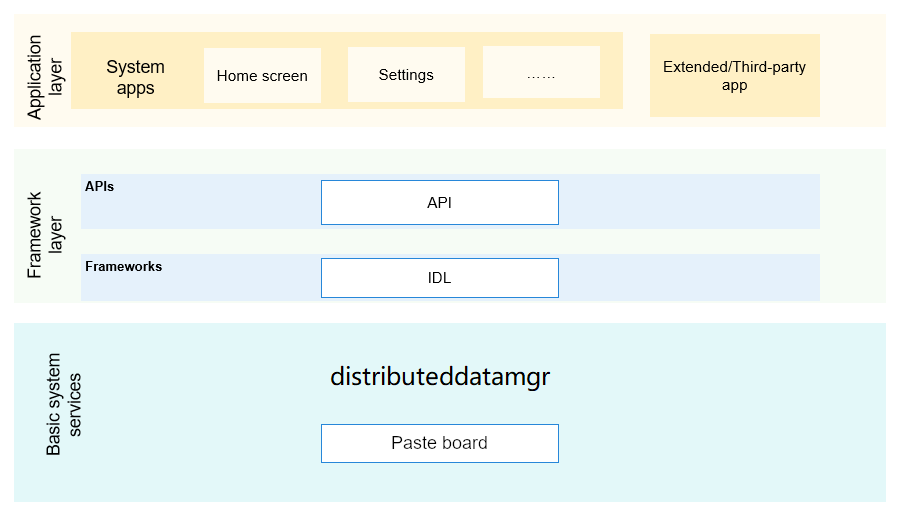 Application
layer
System
apps
Home screen
Settings
……
Extended/Third-party
app
Framework
layer
APIs
API
Frameworks
IDL
Basic system
services
distributeddatamgr
Paste board